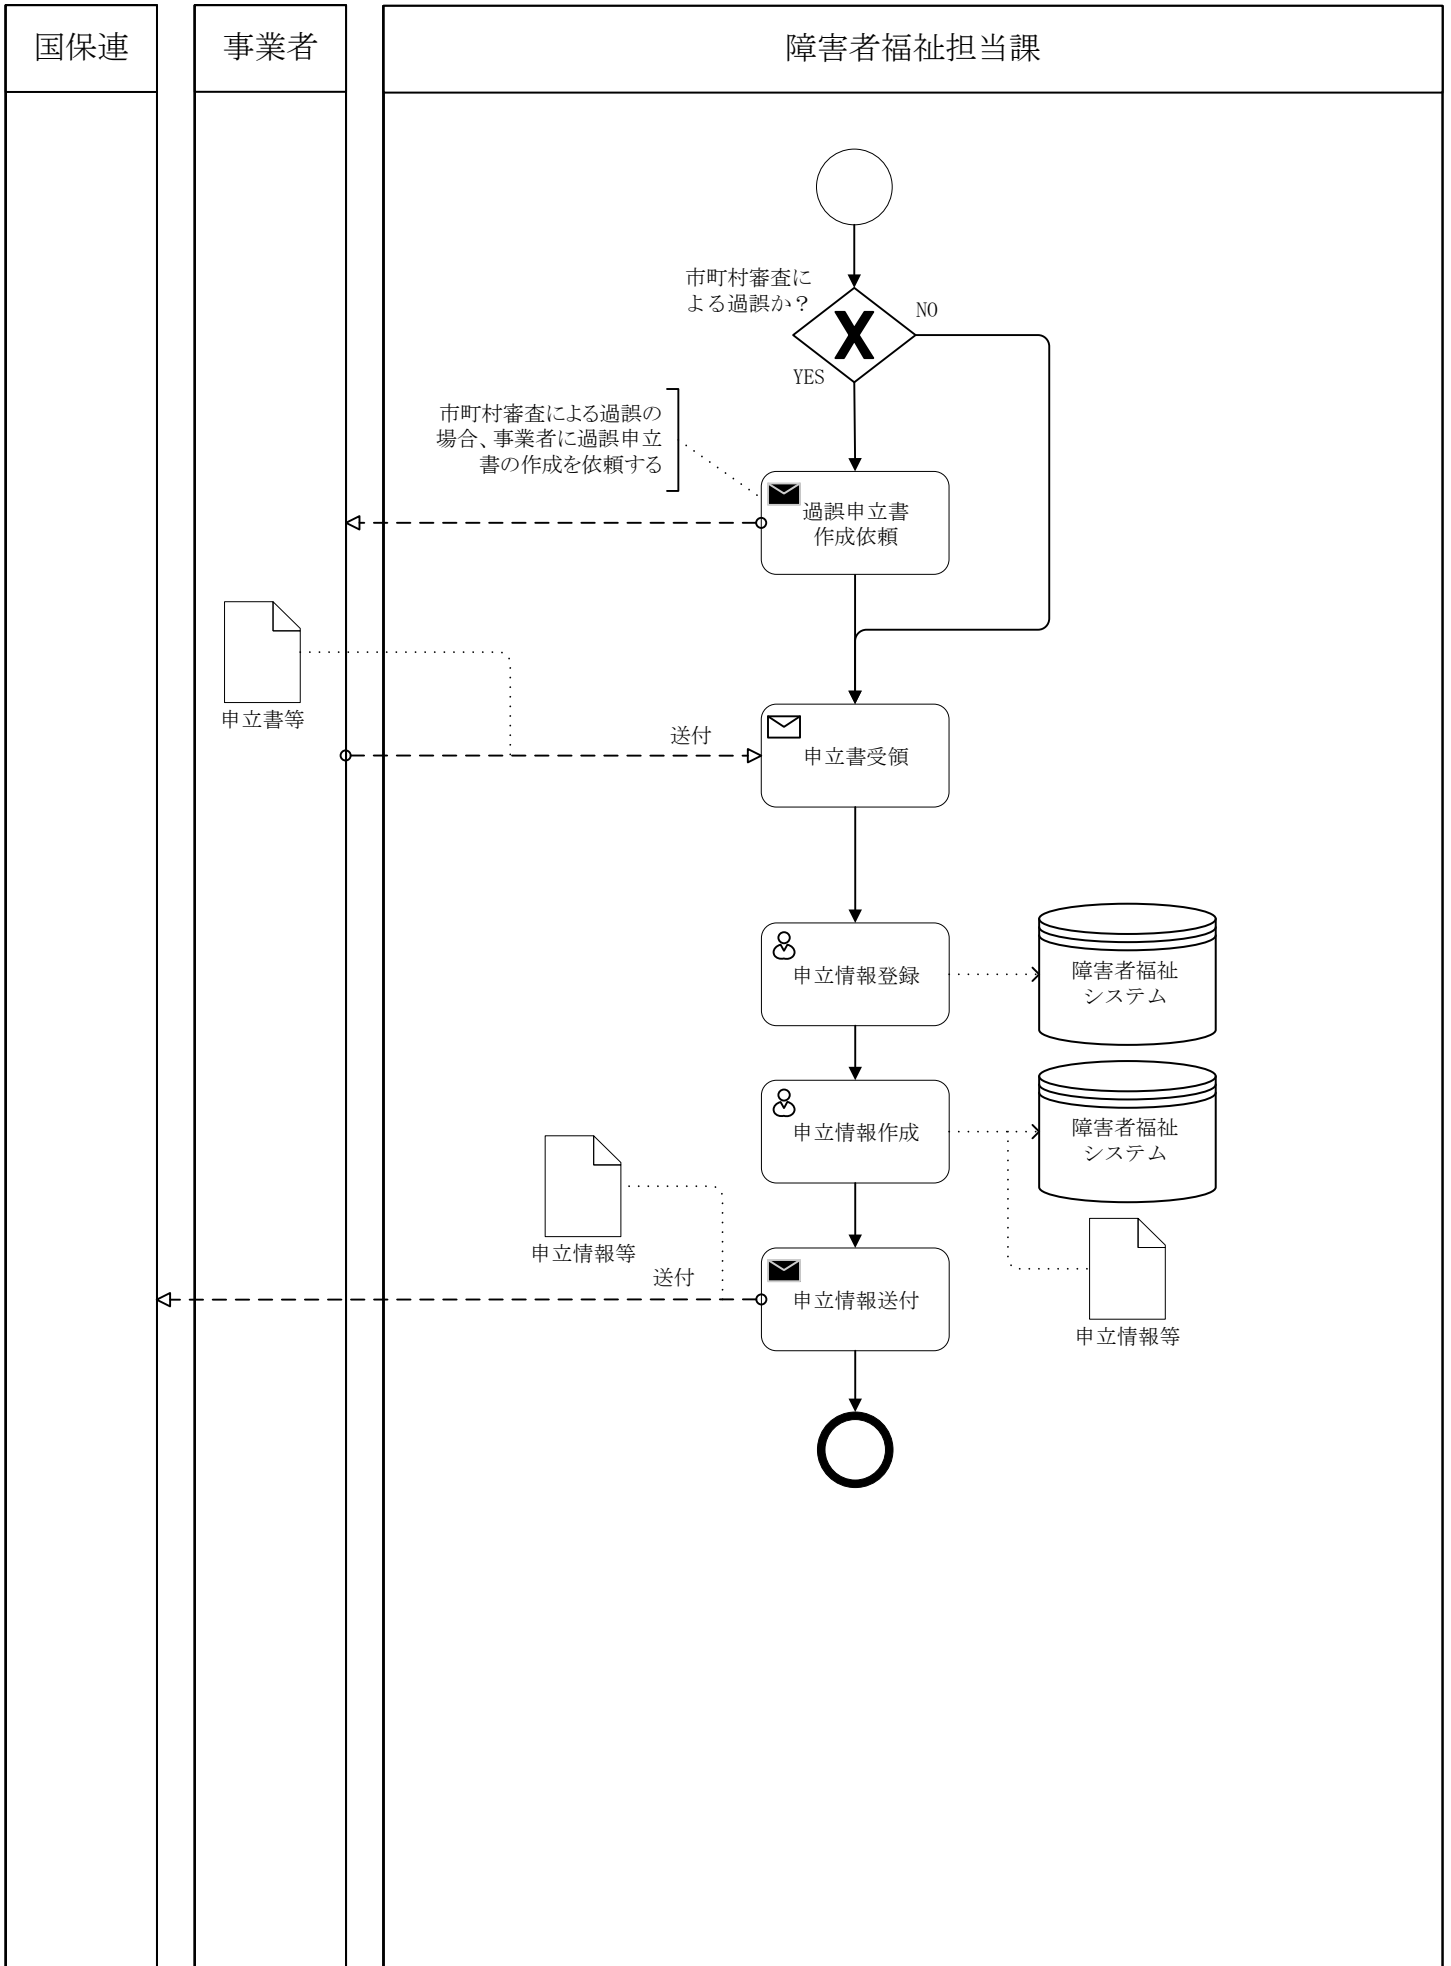 国保連
事業者
障害者福祉担当課
市町村審査に
よる過誤か？
NO
YES
市町村審査による過誤の
場合、事業者に過誤申立
書の作成を依頼する
過誤申立書
作成依頼
申立書等
送付
申立書受領
申立情報登録
障害者福祉
システム
申立情報作成
障害者福祉
システム
申立情報等
送付
申立情報送付
申立情報等